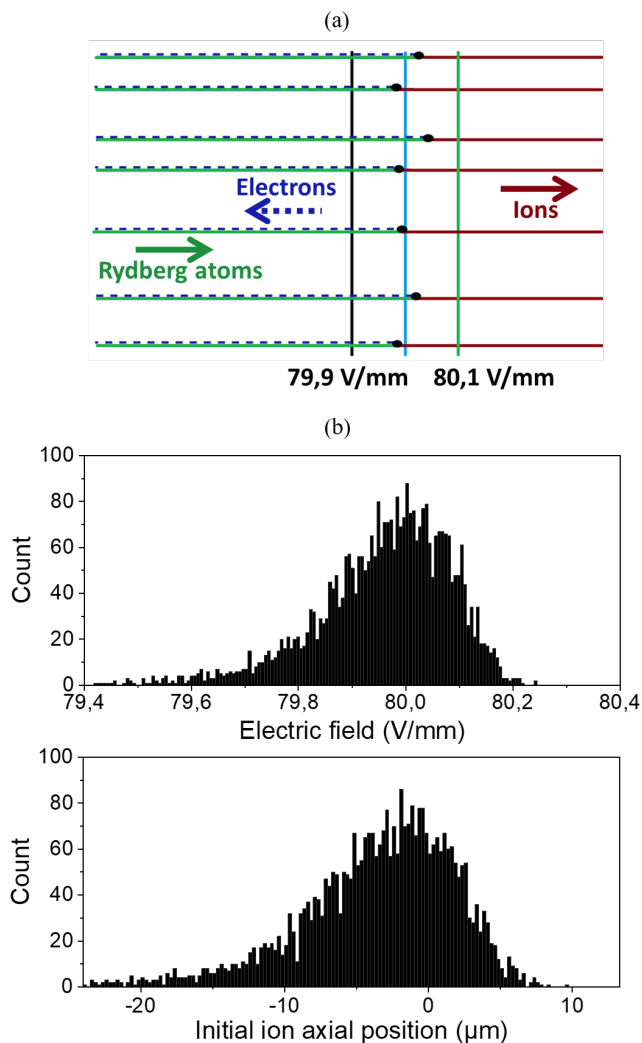 (a)
Electrons
Ions
Rydberg atoms
79,9 V/mm 80,1 V/mm
(b)
100
80
60
40
20
0
Count
79,4 79,6 79,8 80,0 80,2 80,4
Electric field (V/mm)
100
80
60
40
20
0
Count
-20 -10 0 10
Initial ion axial position (µm)